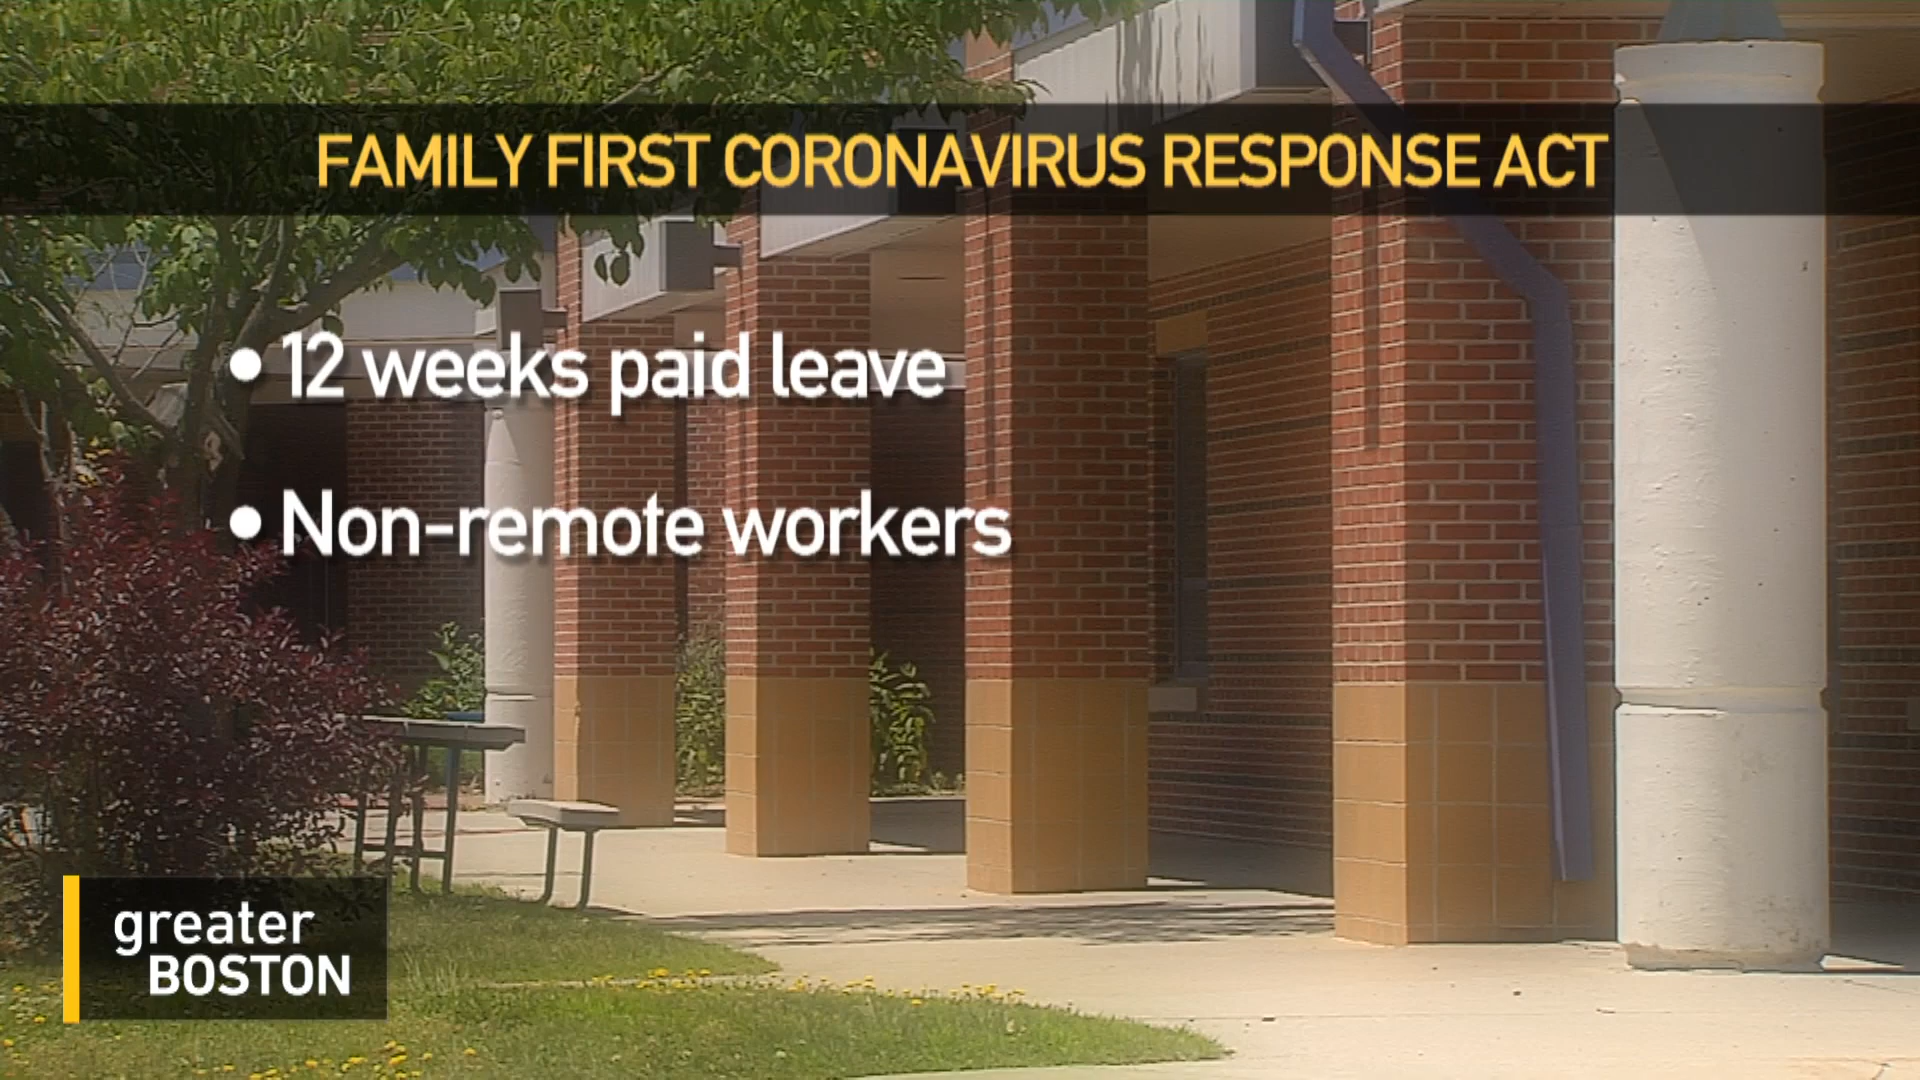 FAMILY FIRST CORONAVIRUS RESPONSE ACT
• 12 weeks paid leave
• Non-remote workers
greater
BOSTON